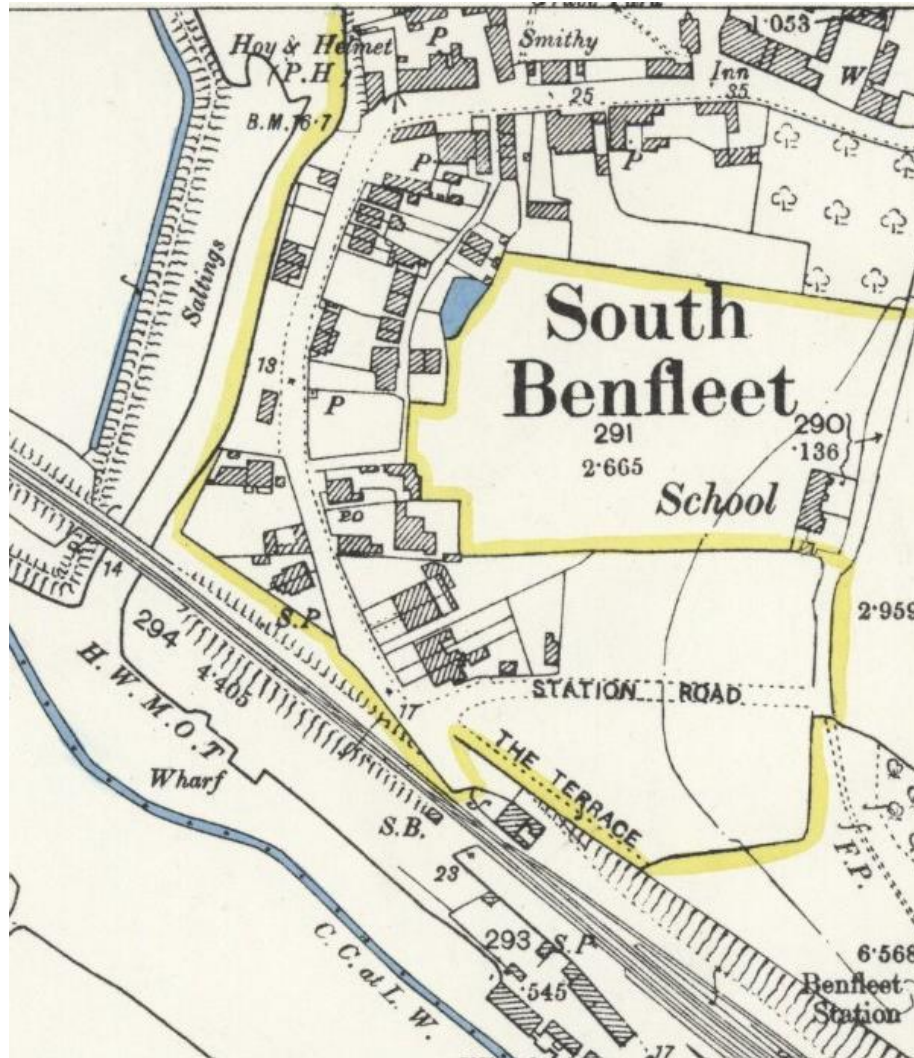 Hoy & Helmet
(P.H)
P
Smithy
1·053
Inn
W
25
35
B.M.16·7
P
P
Saltings
South
Benfleet
13
P
291
2·665
290
·136
School
14
S.P
2·959
294
4·405
H.W.M.O.T
17
STATION ROAD
THE TERRACE
Wharf
S.B.
F.P.
23
C.C. at L.W.
293
·545
S.P
6·568
Benfleet
Station
17